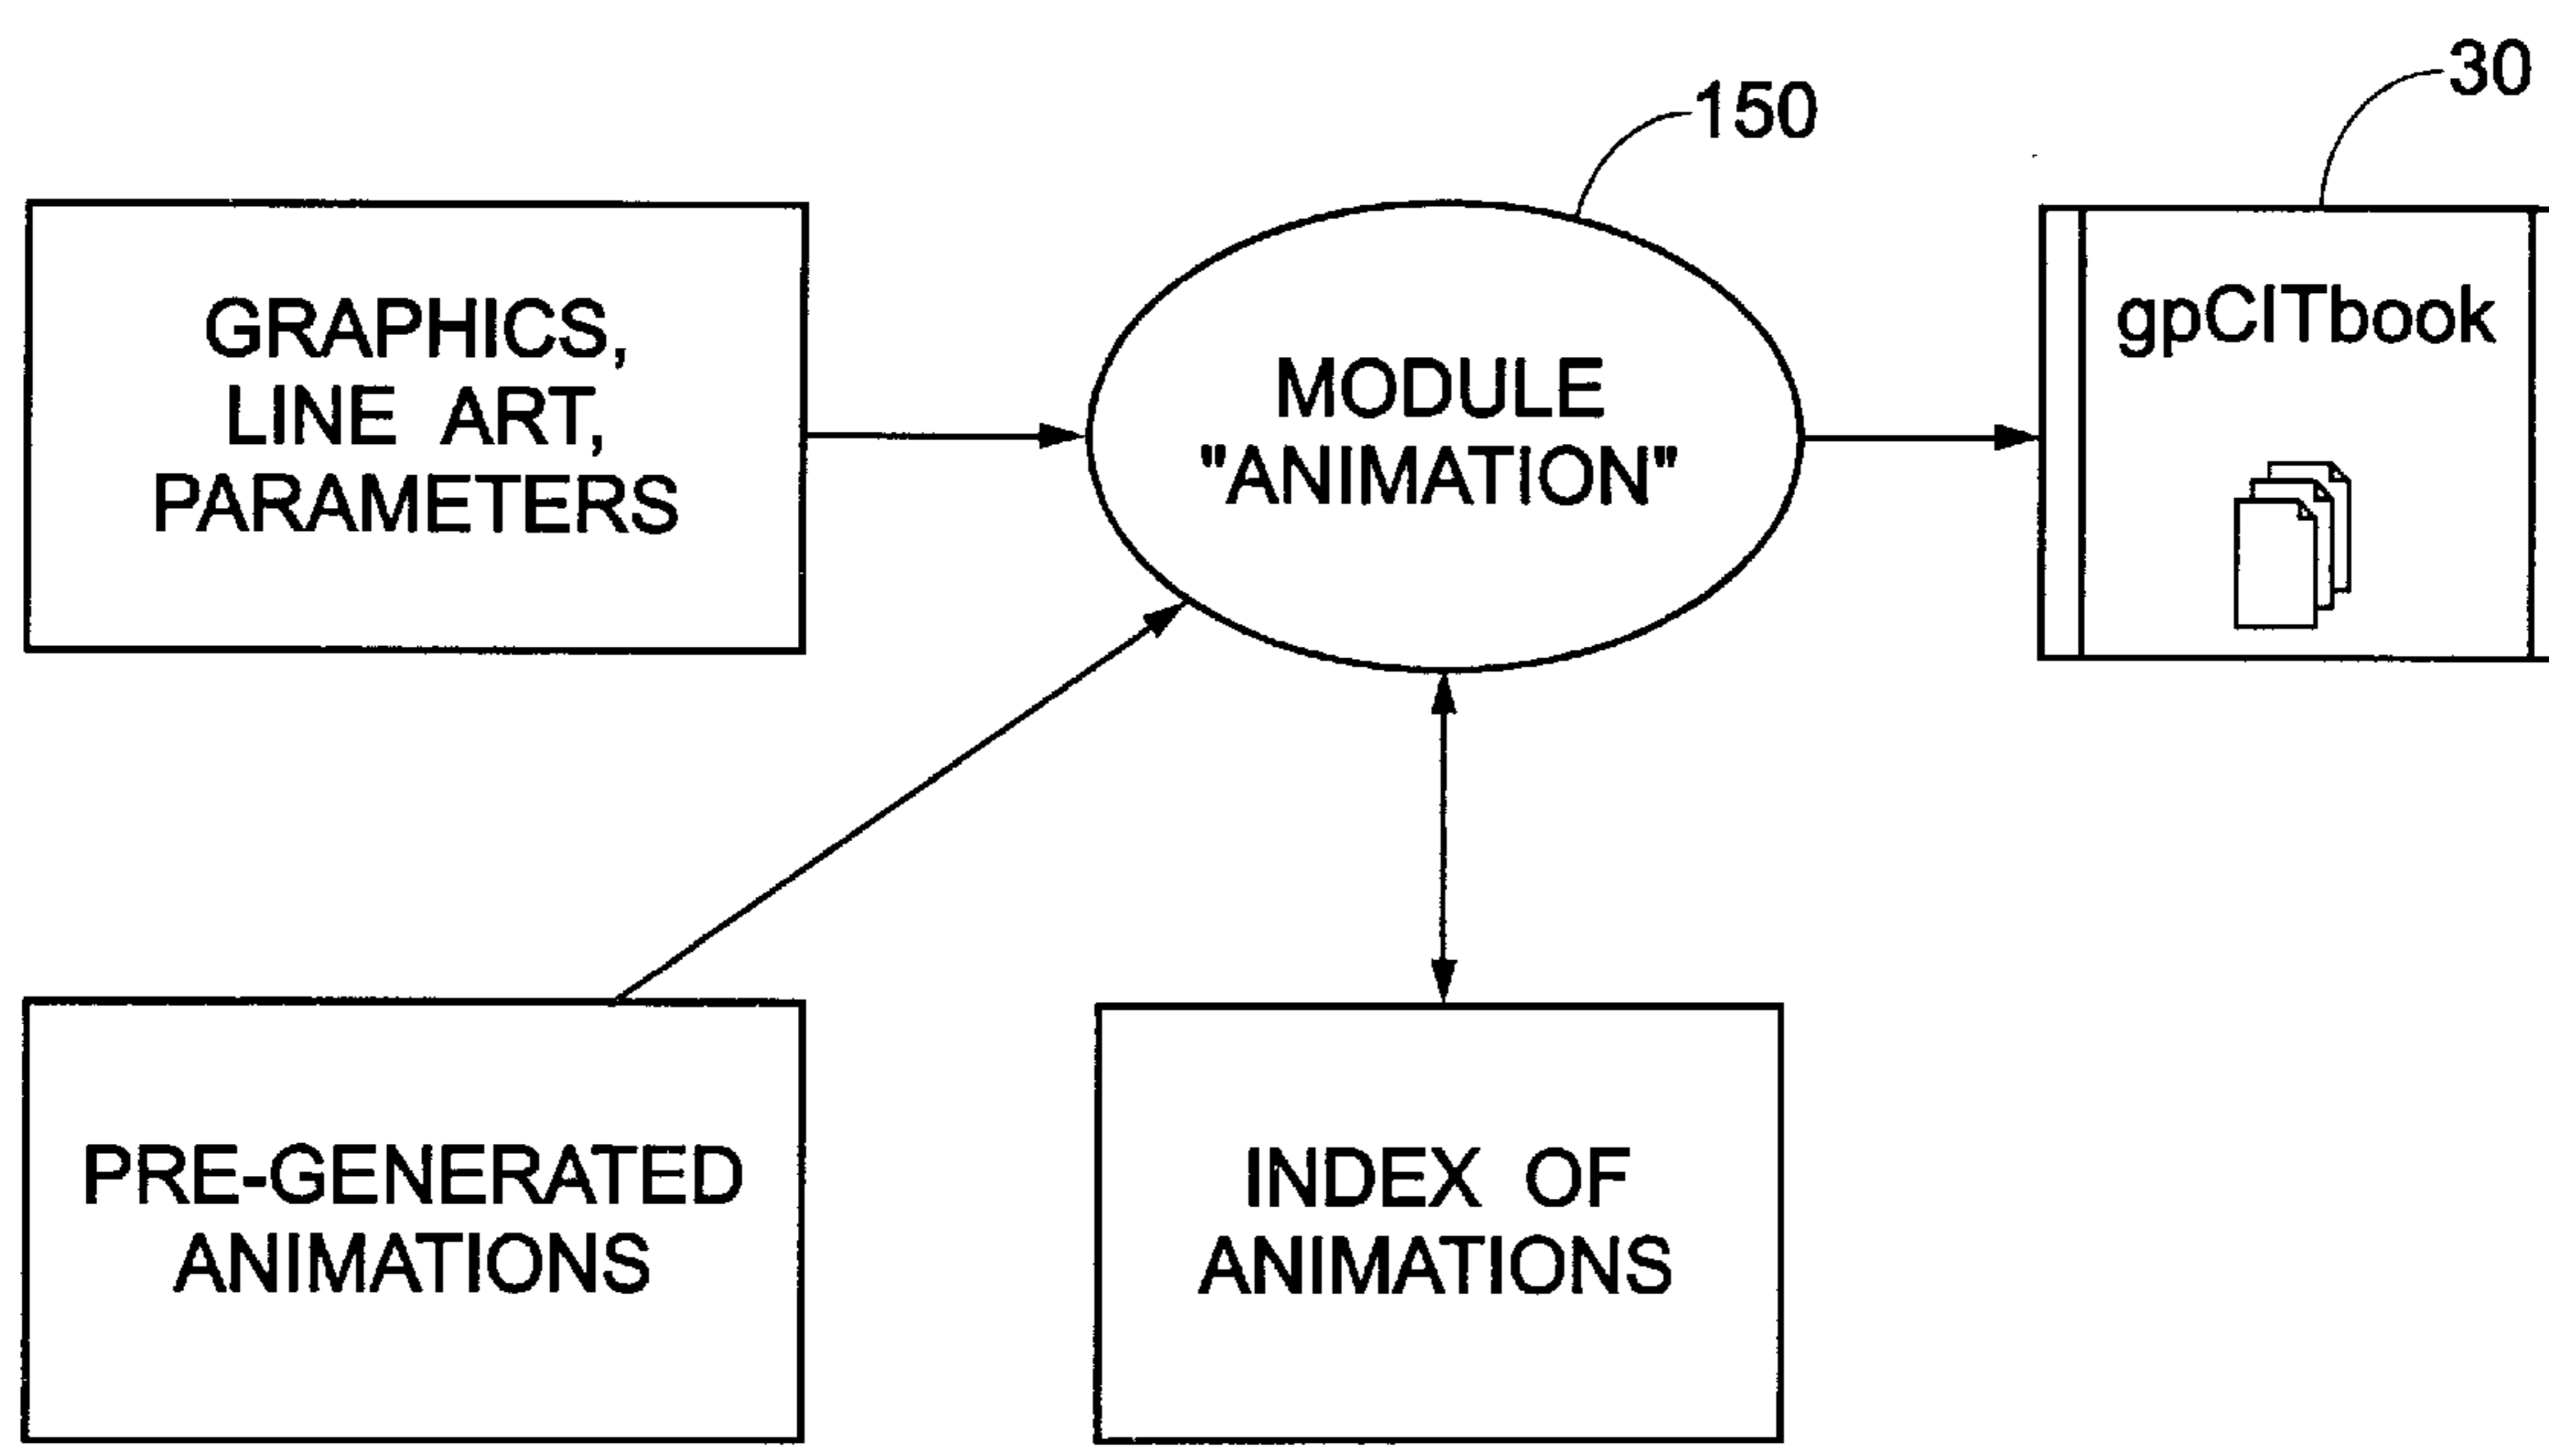 150
30
GRAPHICS,
LINE ART,
PARAMETERS
MODULE
"ANIMATION"
gpCITbook
PRE-GENERATED
ANIMATIONS
INDEX OF
ANIMATIONS